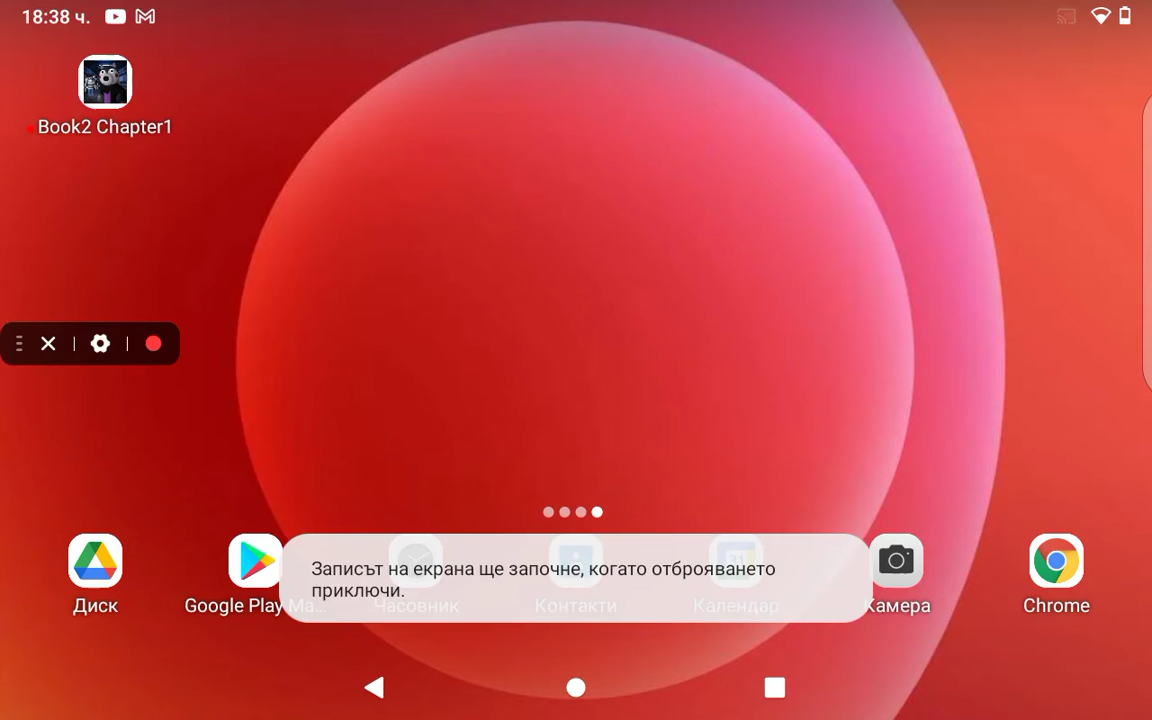 18:38 ч.
Book2 Chapter1
Записът на екрана ще започне, когато отброяването
приключи.
Диск
Google Play Ма...
Часовник
Контакти
Календар
Камера
Chrome